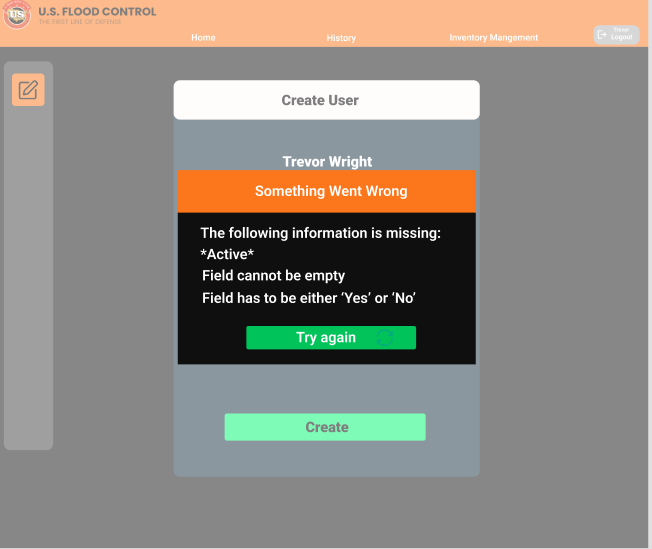 U.S. FLOOD CONTROL
THE FIRST LINE OF DEFENSE
US
Home
History
Inventory Mangement
Logout
Create User
Trevor Wright
Something Went Wrong
The following information is missing:
*Active*
Field cannot be empty
Field has to be either ‘Yes’ or ‘No’
Try again
Create